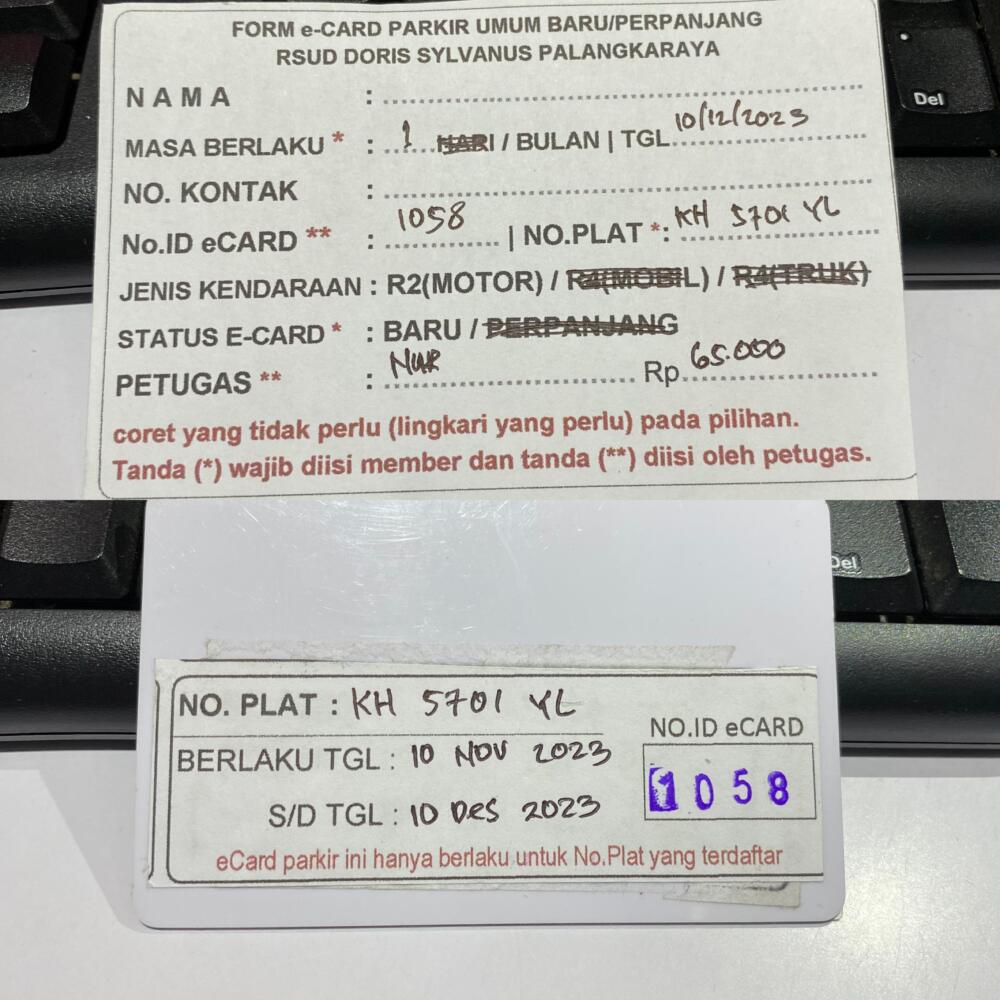 FORM e-CARD PARKIR UMUM BARU/PERPANJANG
RSUD DORIS SYLVANUS PALANGKARAYA
Del
N A M A :
MASA BERLAKU * : 1 HARI / BULAN | TGL 10/12/2023
NO. KONTAK :
No.ID eCARD ** : 1058 | NO.PLAT *: KH 5701 YL
JENIS KENDARAAN : R2(MOTOR) / R4(MOBIL) / R4(TRUK)
STATUS E-CARD * : BARU / PERPANJANG
PETUGAS ** : NUR Rp 65.000
coret yang tidak perlu (lingkari yang perlu) pada pilihan.
Tanda (*) wajib diisi member dan tanda (**) diisi oleh petugas.
Del
NO. PLAT : KH 5701 YL
NO.ID eCARD
BERLAKU TGL : 10 NOV 2023
1058
S/D TGL : 10 DES 2023
eCard parkir ini hanya berlaku untuk No.Plat yang terdaftar